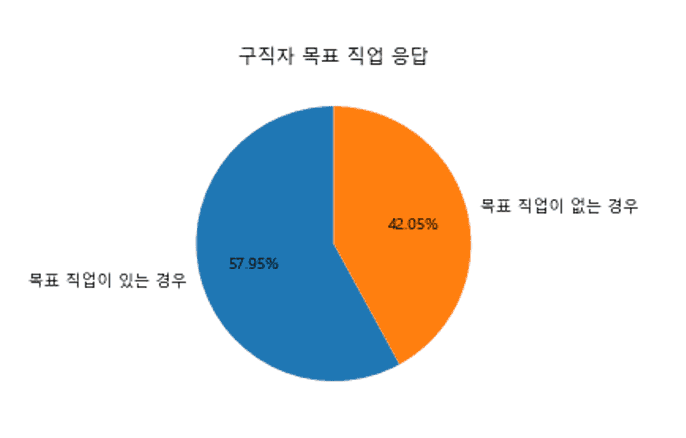 구직자 목표 직업 응답
목표 직업이 없는 경우
42.05%
57.95%
목표 직업이 있는 경우